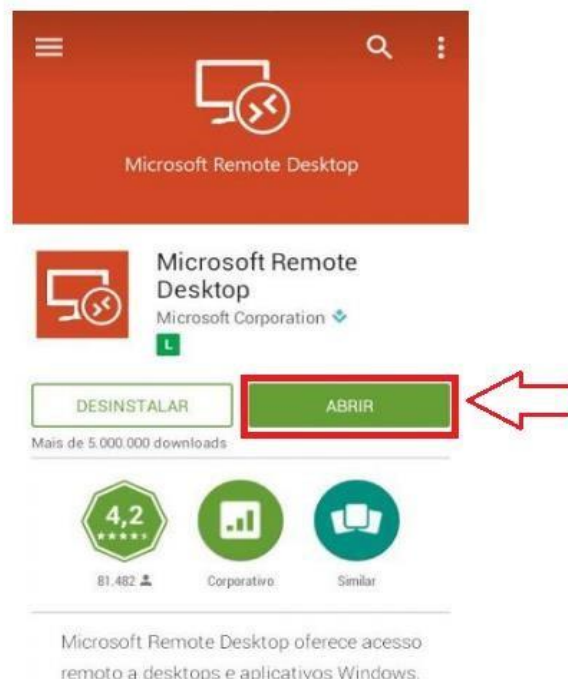 Microsoft Remote Desktop
Microsoft Remote
Desktop
Microsoft Corporation
L
DESINSTALAR
ABRIR
Mais de 5.000.000 downloads
4,2
81.482
Corporativo
Similar
Microsoft Remote Desktop oferece acesso
remoto a desktops e aplicativos Windows.